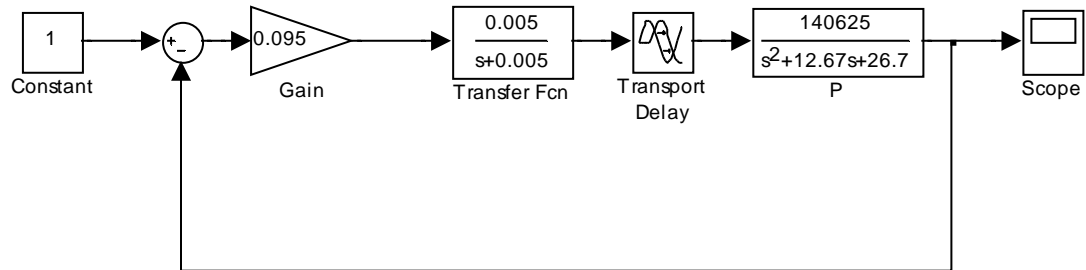 1
Constant
+
-
0.095
Gain
0.005
s+0.005
Transfer Fcn
Transport
Delay
140625
s²+12.67s+26.7
P
Scope